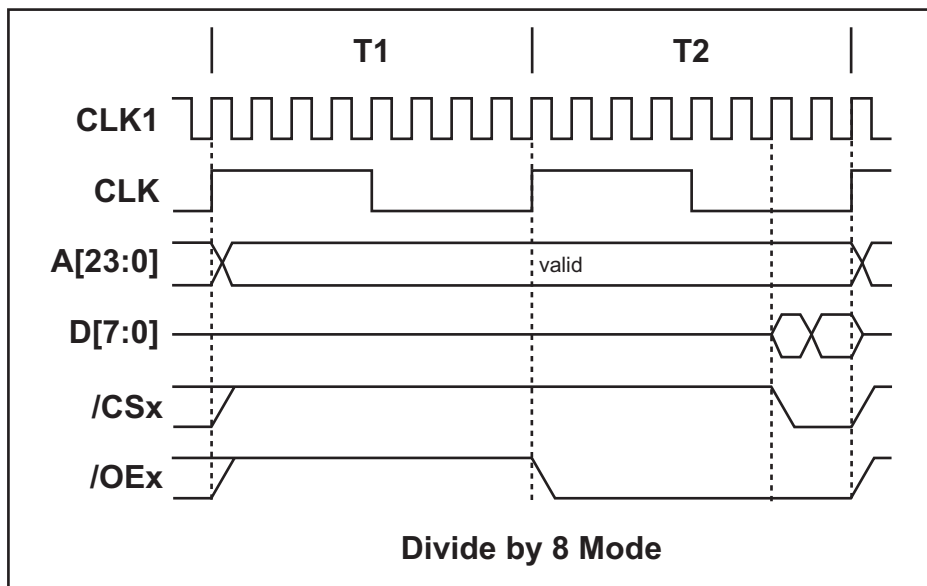 T1 T2
CLK1
CLK
A[23:0] valid
D[7:0]
/CSx
/OEx
Divide by 8 Mode